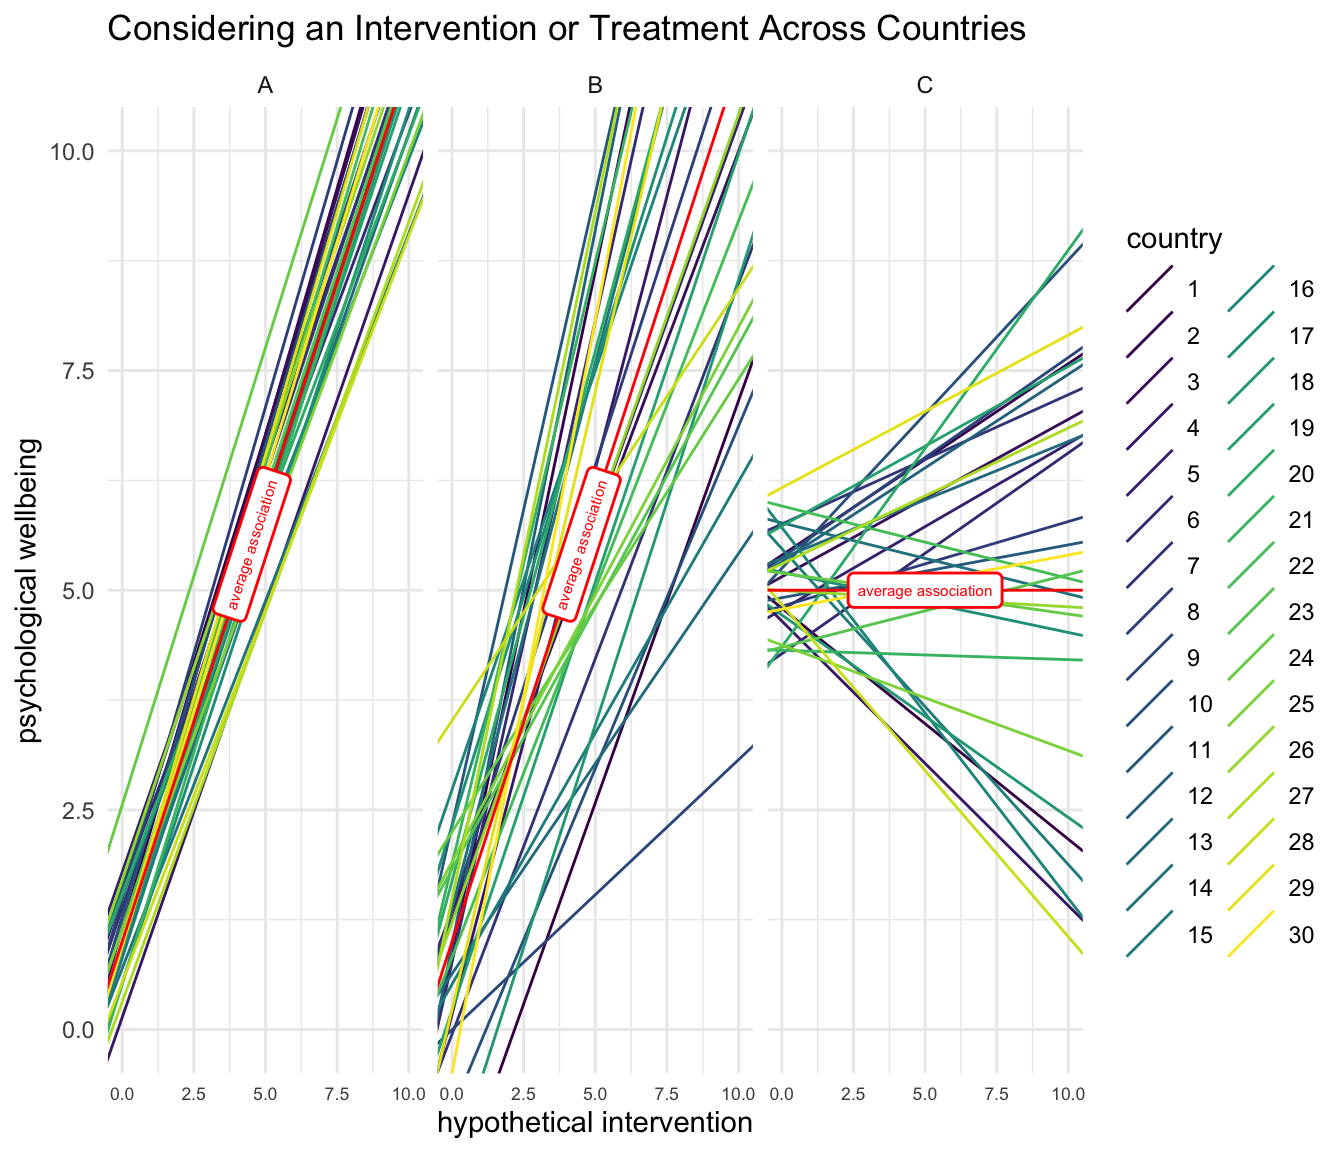 Considering an Intervention or Treatment Across Countries
A
B
C
psychological wellbeing
10.0
7.5
5.0
2.5
0.0
average association
average association
average association
0.0 2.5 5.0 7.5 10.0
0.0 2.5 5.0 7.5 10.0
0.0 2.5 5.0 7.5 10.0
hypothetical intervention
country
1
2
3
4
5
6
7
8
9
10
11
12
13
14
15
16
17
18
19
20
21
22
23
24
25
26
27
28
29
30